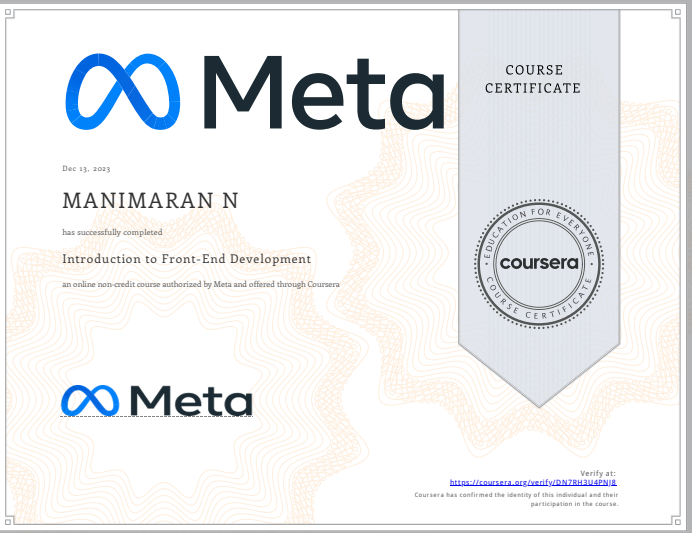 Meta
COURSE
CERTIFICATE
Dec 13, 2023
MANIMARAN N
has successfully completed
Introduction to Front-End Development
an online non-credit course authorized by Meta and offered through Coursera
EDUCATION FOR EVERYONE
coursera
COURSE CERTIFICATE
Meta
Verify at:
https://coursera.org/verify/DN7RH3U4PNJ8
Coursera has confirmed the identity of this individual and their
participation in the course.